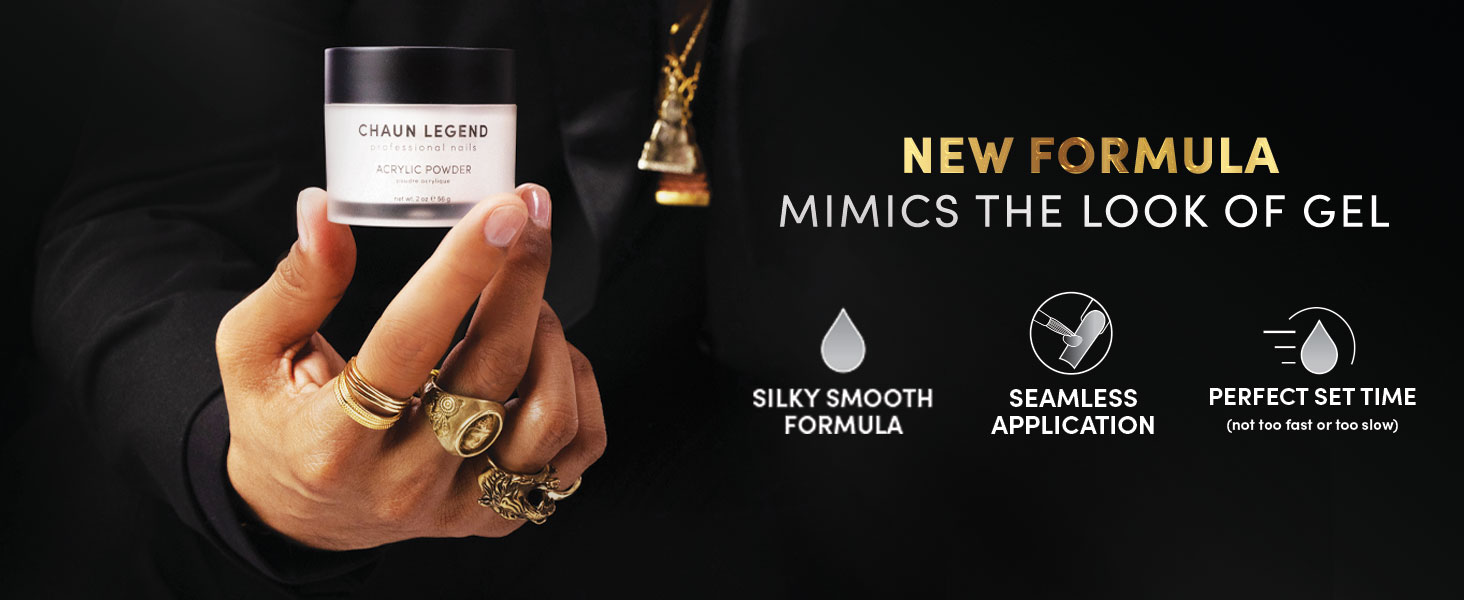 CHAUN LEGEND
professional nails
ACRYLIC POWDER
poudre acrylique
net wt. 2 oz ℮ 56 g
NEW FORMULA
MIMICS THE LOOK OF GEL
SILKY SMOOTH
FORMULA
SEAMLESS
APPLICATION
PERFECT SET TIME
(not too fast or too slow)